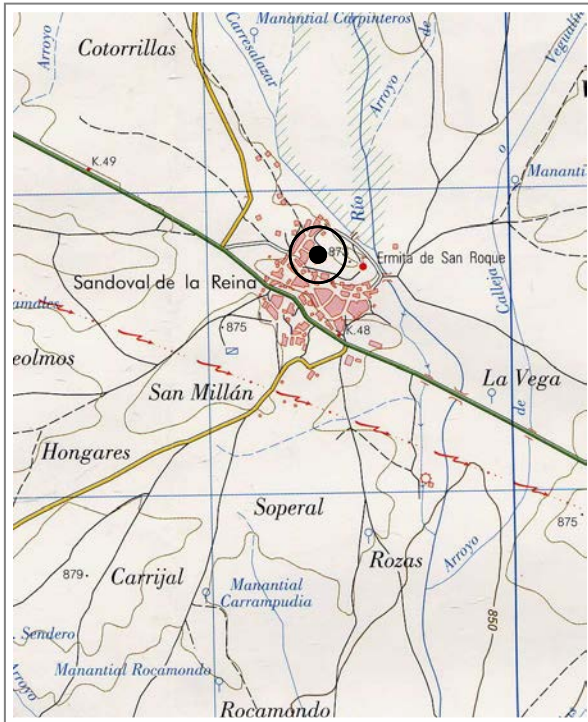 Manantial Carpinteros
Cotorrillas
Arroyo
Carresalazar
de
Arroyo
K.49
Río
Ermita de San Roque
Sandoval de la Reina
Calleja
o
875
K.48
eolmos
San Millán
La Vega
de
Hongares
Soperal
875
Rozas
Arroyo
879
Carrijal
Manantial
Carrampudia
850
Sendero
Manantial Rocamondo
Arroyo
Rocamondo